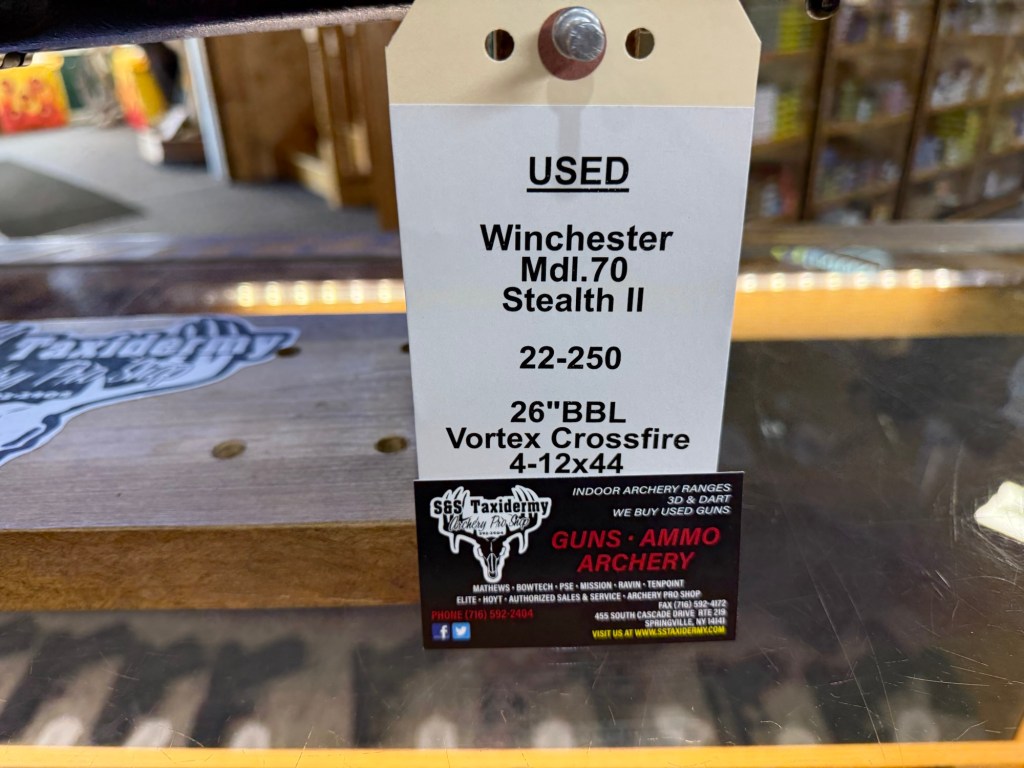 USED
Winchester
Mdl.70
Stealth II
22-250
26"BBL
Vortex Crossfire
4-12x44
Taxidermy
Pro Shop
S&S Taxidermy
Archery Pro Shop
INDOOR ARCHERY RANGES
3D & DART
WE BUY USED GUNS
GUNS · AMMO
ARCHERY
MATHEWS · BOWTECH · PSE · MISSION · RAVIN · TENPOINT
ELITE · HOYT · AUTHORIZED SALES & SERVICE · ARCHERY PRO SHOP
PHONE (716) 592-2404
FAX (716) 592-4172
455 SOUTH CASCADE DRIVE RTE 219
SPRINGVILLE, NY 14141
VISIT US AT WWW.SSTAXIDERMY.COM